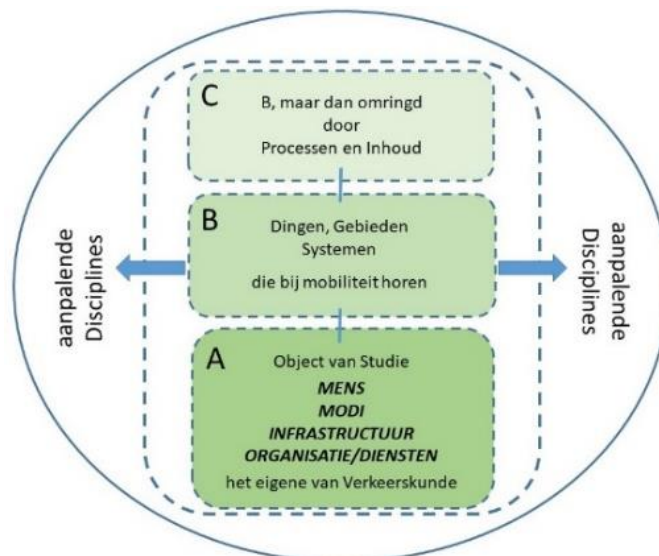 C
B, maar dan omringd
door
Processen en Inhoud
B
Dingen, Gebieden
Systemen
die bij mobiliteit horen
aanpalende
Disciplines
aanpalende
Disciplines
A
Object van Studie
MENS
MODI
INFRASTRUCTUUR
ORGANISATIE/DIENSTEN
het eigene van Verkeerskunde